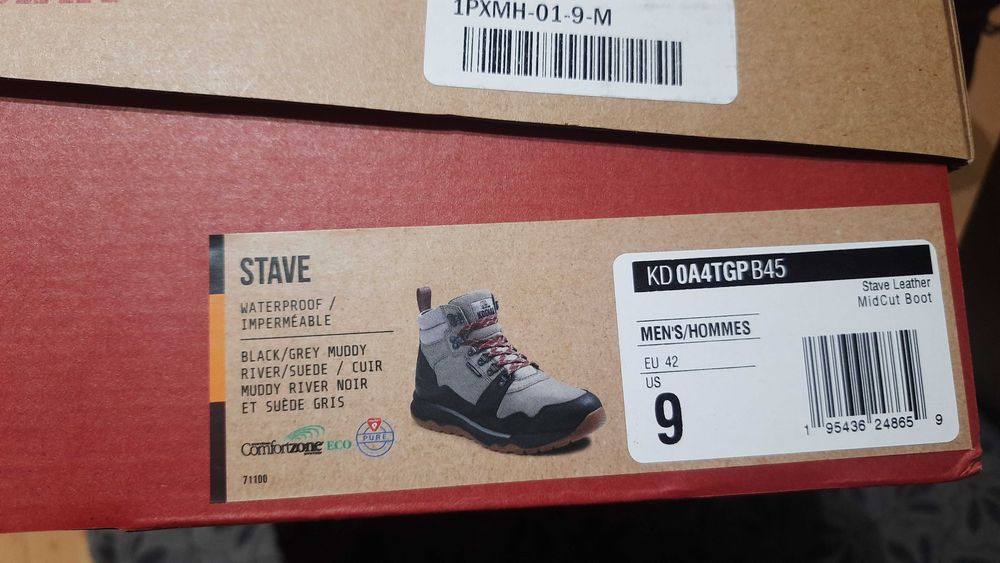 1PXMH-01-9-M
STAVE
WATERPROOF /
IMPERMÉABLE
BLACK/GREY MUDDY
RIVER/SUEDE / CUIR
MUDDY RIVER NOIR
ET SUÈDE GRIS
Comfortzone ECO
PURE
71100
KD 0A4TGP B45
Stave Leather
MidCut Boot
MEN'S/HOMMES
EU 42
US
9
1 95436 24865 9